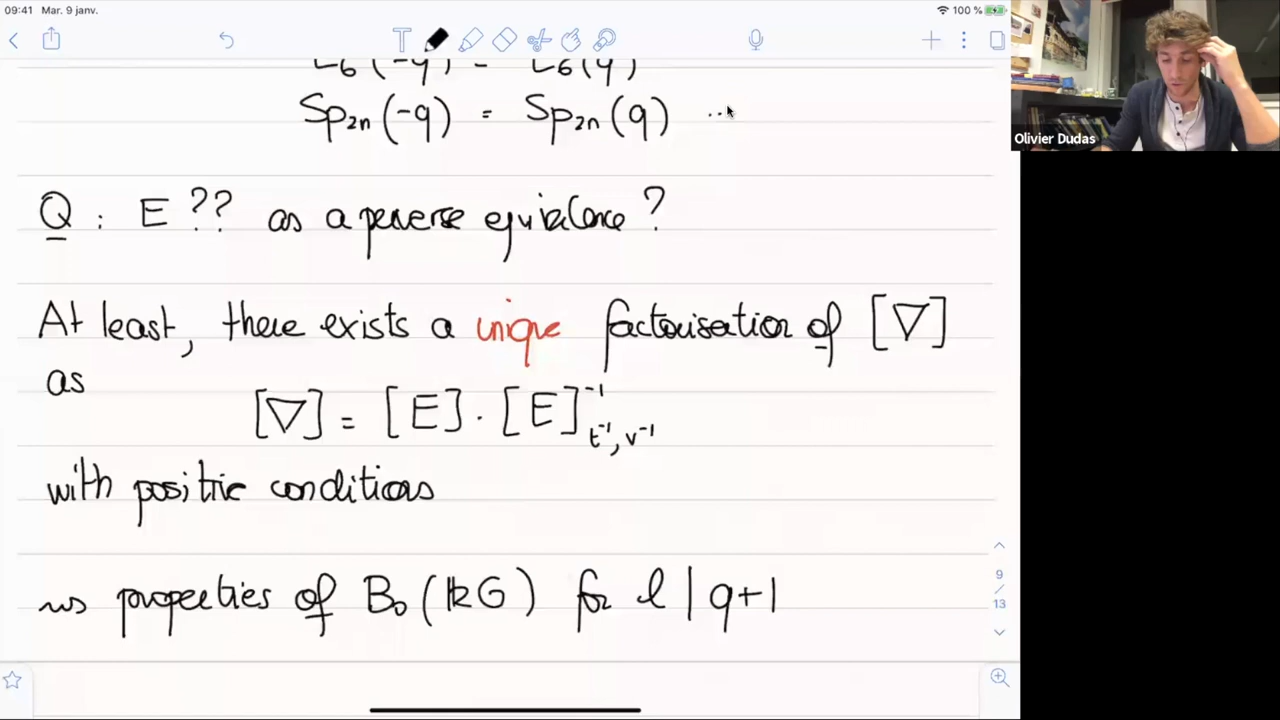 09:41 Mar. 9 janv.
100 %
Sp₂ₙ(-q) = Sp₂ₙ(q) ...
Olivier Dudas
Q : E ?? as a perverse equivalence ?
At least, there exists a unique factorisation of [∇]
as
[∇] = [E] · [E]⁻¹ t⁻¹, v⁻¹
with positive conditions
properties of B₀(kG) for ℓ | q+1
9
/
13